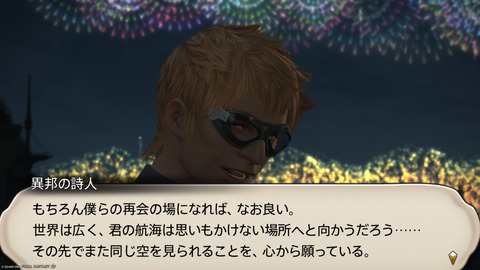 異邦の詩人
もちろん僕らの再会の場になれば、なお良い。
世界は広く、君の航海は思いもかけない場所へと向かうだろう……
その先でまた同じ空を見られることを、心から願っている。